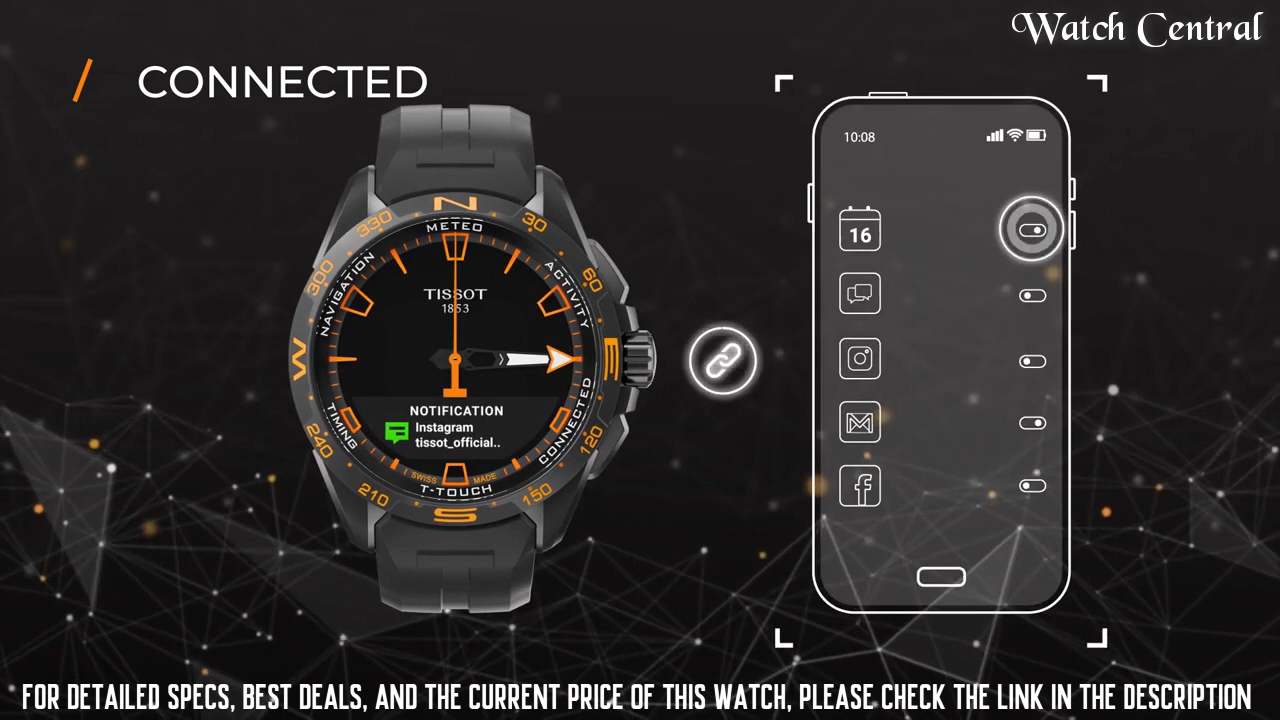 Watch Central
/ CONNECTED
N
30
60
E
120
150
S
210
240
W
300
330
METEO
ACTIVITY
CONNECTED
T-TOUCH
TIMING
NAVIGATION
TISSOT
1853
NOTIFICATION
Instagram
tissot_official..
SWISS MADE
10:08
16
FOR DETAILED SPECS, BEST DEALS, AND THE CURRENT PRICE OF THIS WATCH, PLEASE CHECK THE LINK IN THE DESCRIPTION